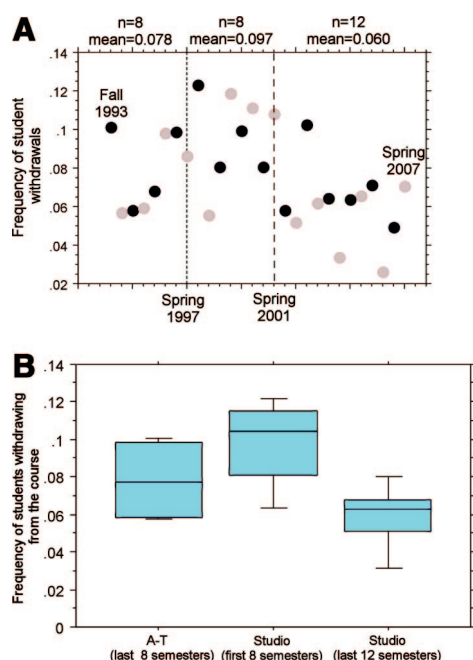 A
n=8 n=8 n=12
mean=0.078 mean=0.097 mean=0.060
Frequency of student
withdrawals
.14
.12
.1
.08
.06
.04
.02
Fall
1993
Spring
2007
Spring
1997
Spring
2001
B
Frequency of students withdrawing
from the course
.14
.12
.1
.08
.06
.04
.02
0
A-T
(last 8 semesters)
Studio
(first 8 semesters)
Studio
(last 12 semesters)